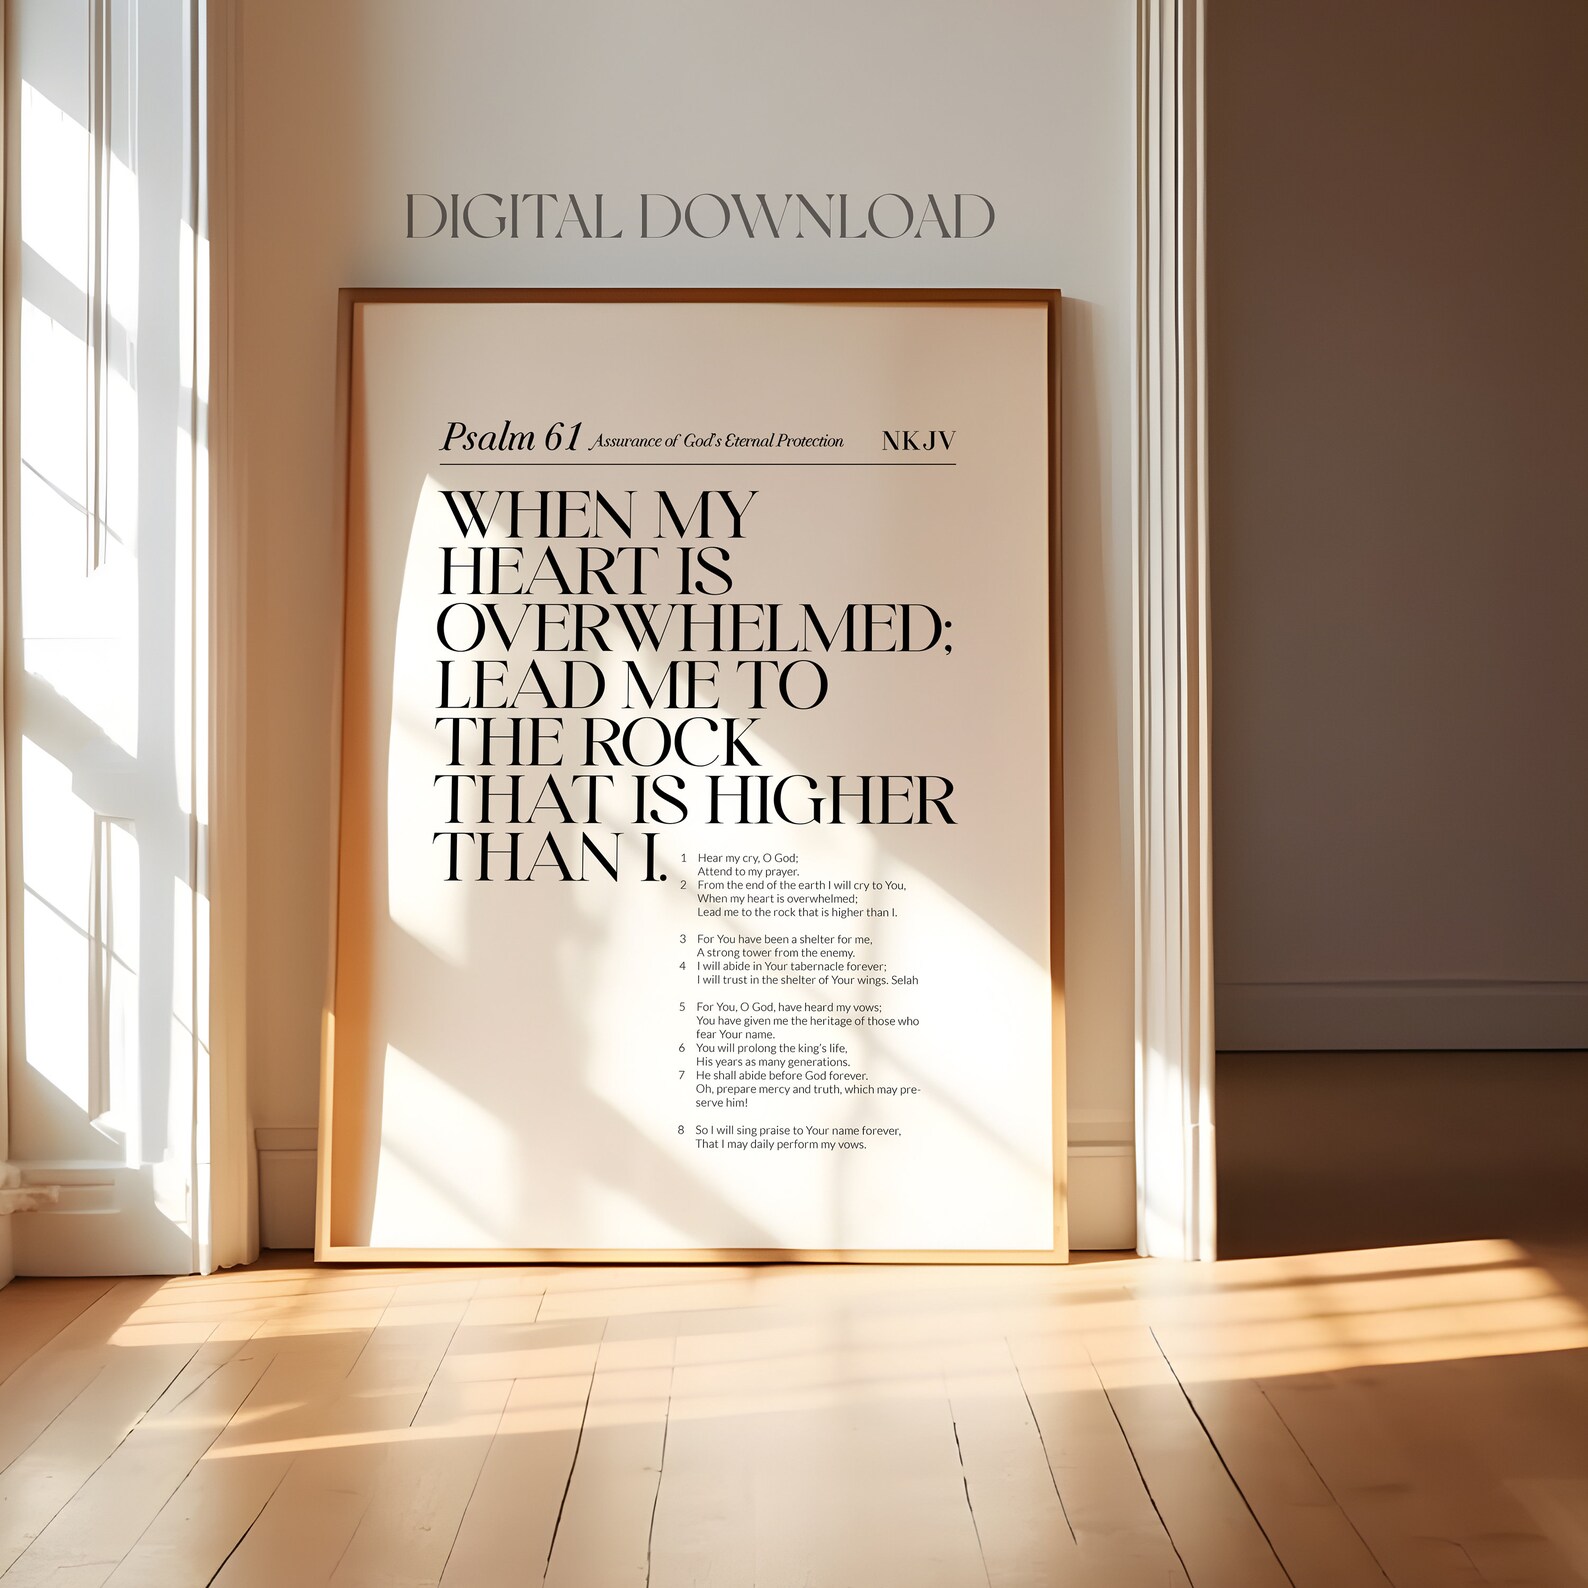 DIGITAL DOWNLOAD
Psalm 61 Assurance of God's Eternal Protection NKJV
WHEN MY
HEART IS
OVERWHELMED;
LEAD ME TO
THE ROCK
THAT IS HIGHER
THAN I.
1 Hear my cry, O God;
Attend to my prayer.
2 From the end of the earth I will cry to You,
When my heart is overwhelmed;
Lead me to the rock that is higher than I.
3 For You have been a shelter for me,
A strong tower from the enemy.
4 I will abide in Your tabernacle forever;
I will trust in the shelter of Your wings. Selah
5 For You, O God, have heard my vows;
You have given me the heritage of those who
fear Your name.
6 You will prolong the king's life,
His years as many generations.
7 He shall abide before God forever.
Oh, prepare mercy and truth, which may pre-
serve him!
8 So I will sing praise to Your name forever,
That I may daily perform my vows.